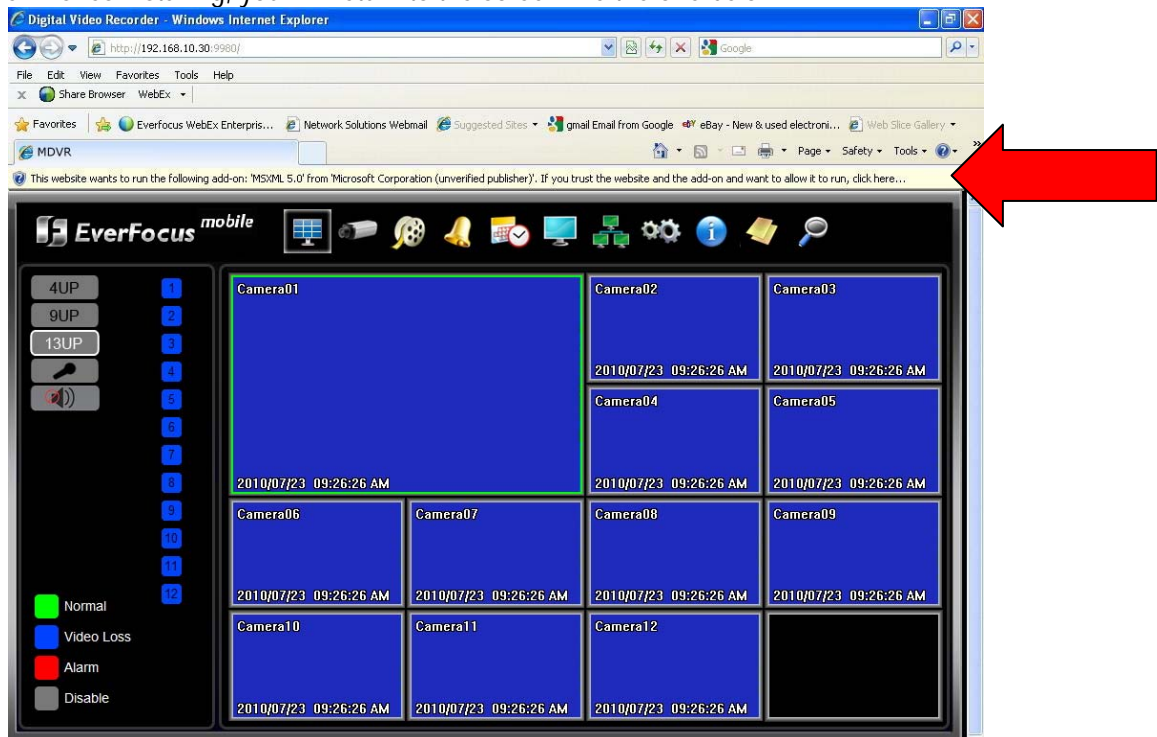 Digital Video Recorder - Windows Internet Explorer
http://192.168.10.30:9980/
Google
File Edit View Favorites Tools Help
x Share Browser WebEx
Favorites Everfocus WebEx Enterpris... Network Solutions Webmail Suggested Sites gmail Email from Google eBay - New & used electroni... Web Slice Gallery
MDVR Page Safety Tools
This website wants to run the following add-on: 'MSXML 5.0' from 'Microsoft Corporation (unverified publisher)'. If you trust the website and the add-on and want to allow it to run, click here...
EverFocus mobile
4UP
9UP
13UP
1
2
3
4
5
6
7
8
9
10
11
12
Normal
Video Loss
Alarm
Disable
Camera01
2010/07/23 09:26:26 AM
Camera02
2010/07/23 09:26:26 AM
Camera03
2010/07/23 09:26:26 AM
Camera04
2010/07/23 09:26:26 AM
Camera05
2010/07/23 09:26:26 AM
Camera06
2010/07/23 09:26:26 AM
Camera07
2010/07/23 09:26:26 AM
Camera08
2010/07/23 09:26:26 AM
Camera09
2010/07/23 09:26:26 AM
Camera10
2010/07/23 09:26:26 AM
Camera11
2010/07/23 09:26:26 AM
Camera12
2010/07/23 09:26:26 AM